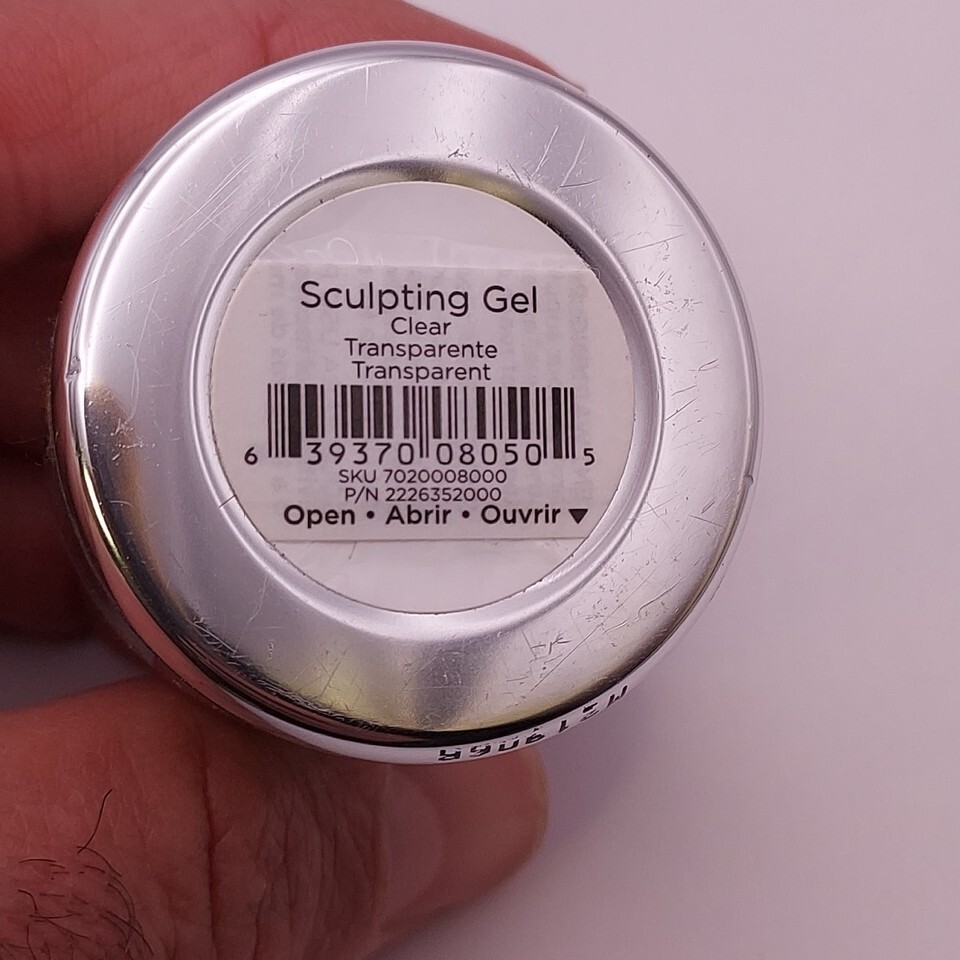 Sculpting Gel
Clear
Transparente
Transparent
6 39370 08050 5
SKU 7020008000
P/N 2226352000
Open • Abrir • Ouvrir ▼